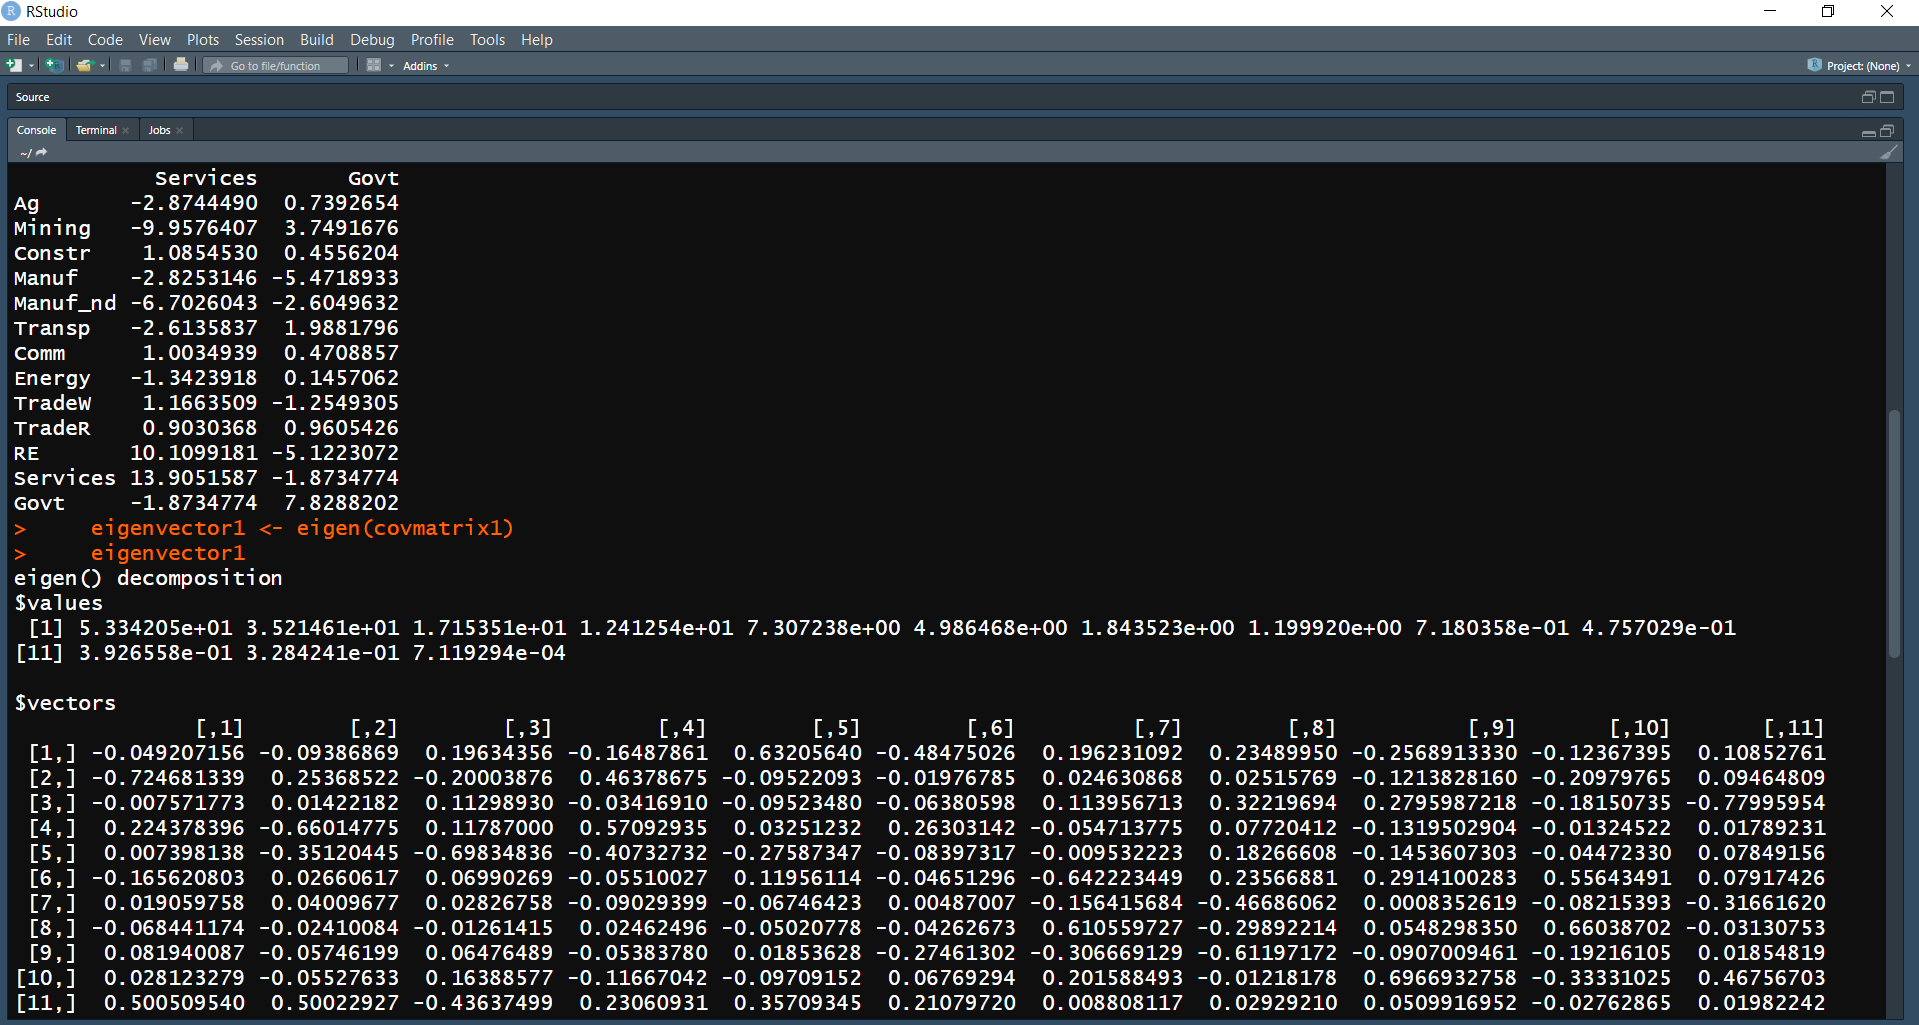 RStudio
File Edit Code View Plots Session Build Debug Profile Tools Help
Go to file/function Addins Project: (None)
Source
Console Terminal Jobs
~/
Services Govt
Ag -2.8744490 0.7392654
Mining -9.9576407 3.7491676
Constr 1.0854530 0.4556204
Manuf -2.8253146 -5.4718933
Manuf_nd -6.7026043 -2.6049632
Transp -2.6135837 1.9881796
Comm 1.0034939 0.4708857
Energy -1.3423918 0.1457062
TradeW 1.1663509 -1.2549305
TradeR 0.9030368 0.9605426
RE 10.1099181 -5.1223072
Services 13.9051587 -1.8734774
Govt -1.8734774 7.8288202
> eigenvector1 <- eigen(covmatrix1)
> eigenvector1
eigen() decomposition
$values
[1] 5.334205e+01 3.521461e+01 1.715351e+01 1.241254e+01 7.307238e+00 4.986468e+00 1.843523e+00 1.199920e+00 7.180358e-01 4.757029e-01
[11] 3.926558e-01 3.284241e-01 7.119294e-04
$vectors
[,1] [,2] [,3] [,4] [,5] [,6] [,7] [,8] [,9] [,10] [,11]
[1,] -0.049207156 -0.09386869 0.19634356 -0.16487861 0.63205640 -0.48475026 0.196231092 0.23489950 -0.2568913330 -0.12367395 0.10852761
[2,] -0.724681339 0.25368522 -0.20003876 0.46378675 -0.09522093 -0.01976785 0.024630868 0.02515769 -0.1213828160 -0.20979765 0.09464809
[3,] -0.007571773 0.01422182 0.11298930 -0.03416910 -0.09523480 -0.06380598 0.113956713 0.32219694 0.2795987218 -0.18150735 -0.77995954
[4,] 0.224378396 -0.66014775 0.11787000 0.57092935 0.03251232 0.26303142 -0.054713775 0.07720412 -0.1319502904 -0.01324522 0.01789231
[5,] 0.007398138 -0.35120445 -0.69834836 -0.40732732 -0.27587347 -0.08397317 -0.009532223 0.18266608 -0.1453607303 -0.04472330 0.07849156
[6,] -0.165620803 0.02660617 0.06990269 -0.05510027 0.11956114 -0.04651296 -0.642223449 0.23566881 0.2914100283 0.55643491 0.07917426
[7,] 0.019059758 0.04009677 0.02826758 -0.09029399 -0.06746423 0.00487007 -0.156415684 -0.46686062 0.0008352619 -0.08215393 -0.31661620
[8,] -0.068441174 -0.02410084 -0.01261415 0.02462496 -0.05020778 -0.04262673 0.610559727 -0.29892214 0.0548298350 0.66038702 -0.03130753
[9,] 0.081940087 -0.05746199 0.06476489 -0.05383780 0.01853628 -0.27461302 -0.306669129 -0.61197172 -0.0907009461 -0.19216105 0.01854819
[10,] 0.028123279 -0.05527633 0.16388577 -0.11667042 -0.09709152 0.06769294 0.201588493 -0.01218178 0.6966932758 -0.33331025 0.46756703
[11,] 0.500509540 0.50022927 -0.43637499 0.23060931 0.35709345 0.21079720 0.008808117 0.02929210 0.0509916952 -0.02762865 0.01982242